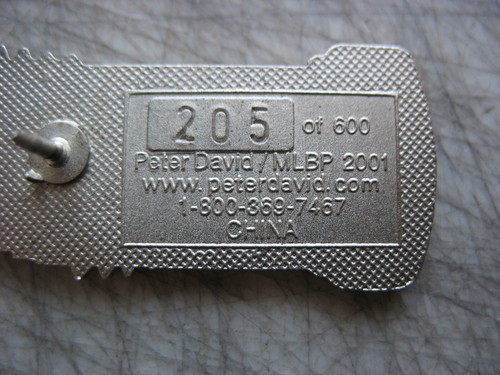 205 of 600
Peter David/MLBP 2001
www.peterdavid.com
1-800-369-7467
CHINA